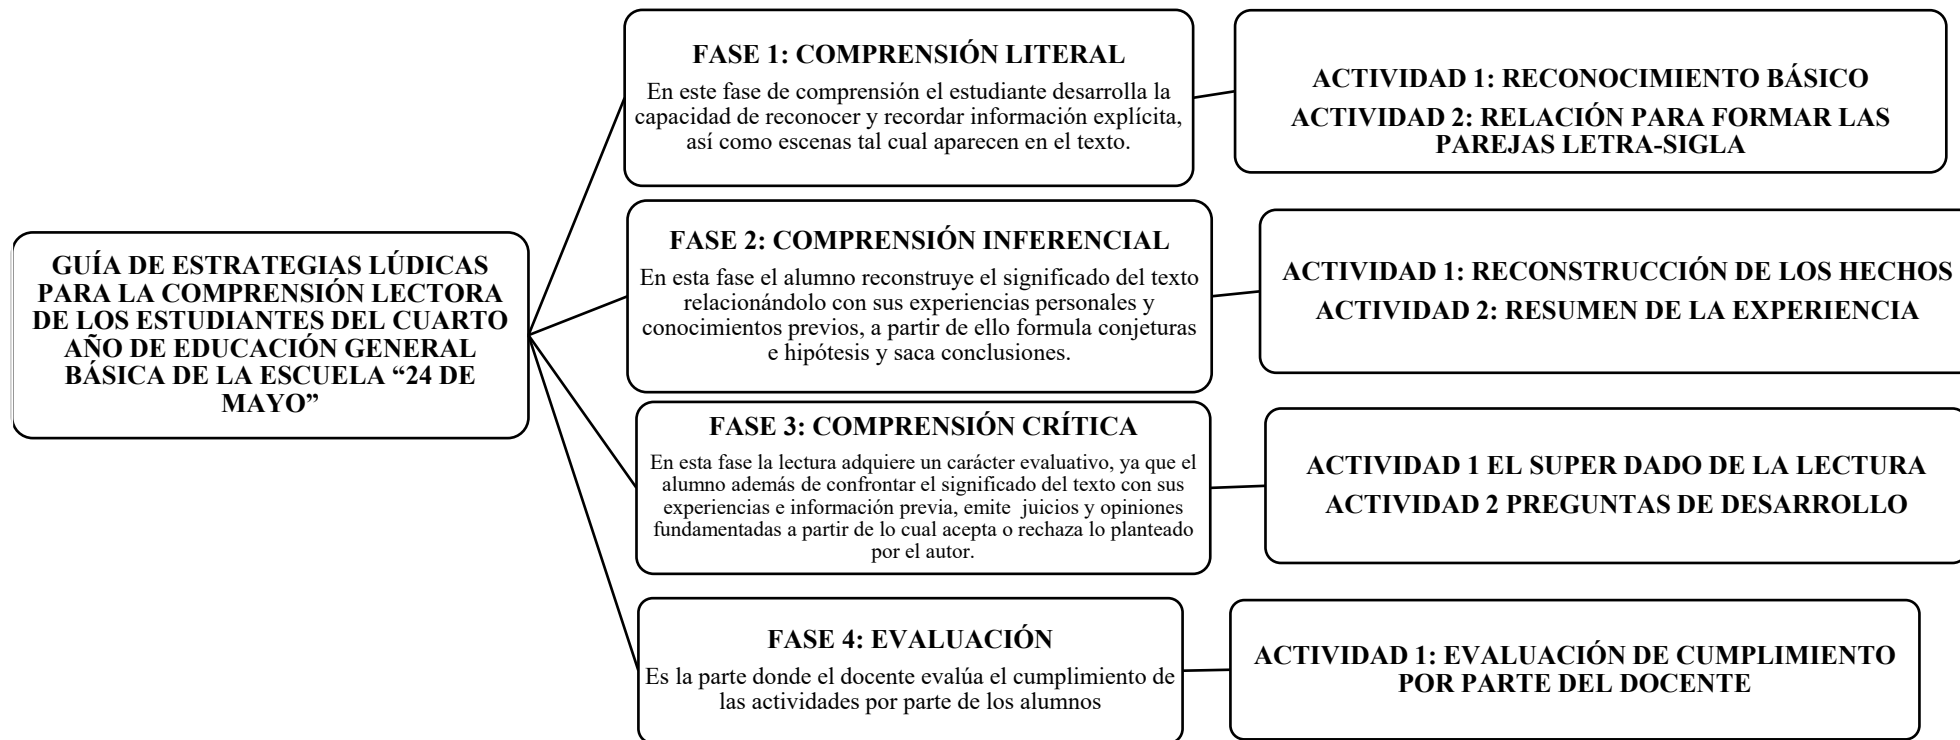 GUÍA DE ESTRATEGIAS LÚDICAS
PARA LA COMPRENSIÓN LECTORA
DE LOS ESTUDIANTES DEL CUARTO
AÑO DE EDUCACIÓN GENERAL
BÁSICA DE LA ESCUELA “24 DE
MAYO”
FASE 1: COMPRENSIÓN LITERAL
En este fase de comprensión el estudiante desarrolla la
capacidad de reconocer y recordar información explícita,
así como escenas tal cual aparecen en el texto.
ACTIVIDAD 1: RECONOCIMIENTO BÁSICO
ACTIVIDAD 2: RELACIÓN PARA FORMAR LAS
PAREJAS LETRA-SIGLA
FASE 2: COMPRENSIÓN INFERENCIAL
En esta fase el alumno reconstruye el significado del texto
relacionándolo con sus experiencias personales y
conocimientos previos, a partir de ello formula conjeturas
e hipótesis y saca conclusiones.
ACTIVIDAD 1: RECONSTRUCCIÓN DE LOS HECHOS
ACTIVIDAD 2: RESUMEN DE LA EXPERIENCIA
FASE 3: COMPRENSIÓN CRÍTICA
En esta fase la lectura adquiere un carácter evaluativo, ya que el
alumno además de confrontar el significado del texto con sus
experiencias e información previa, emite juicios y opiniones
fundamentadas a partir de lo cual acepta o rechaza lo planteado
por el autor.
ACTIVIDAD 1 EL SUPER DADO DE LA LECTURA
ACTIVIDAD 2 PREGUNTAS DE DESARROLLO
FASE 4: EVALUACIÓN
Es la parte donde el docente evalúa el cumplimiento de
las actividades por parte de los alumnos
ACTIVIDAD 1: EVALUACIÓN DE CUMPLIMIENTO
POR PARTE DEL DOCENTE